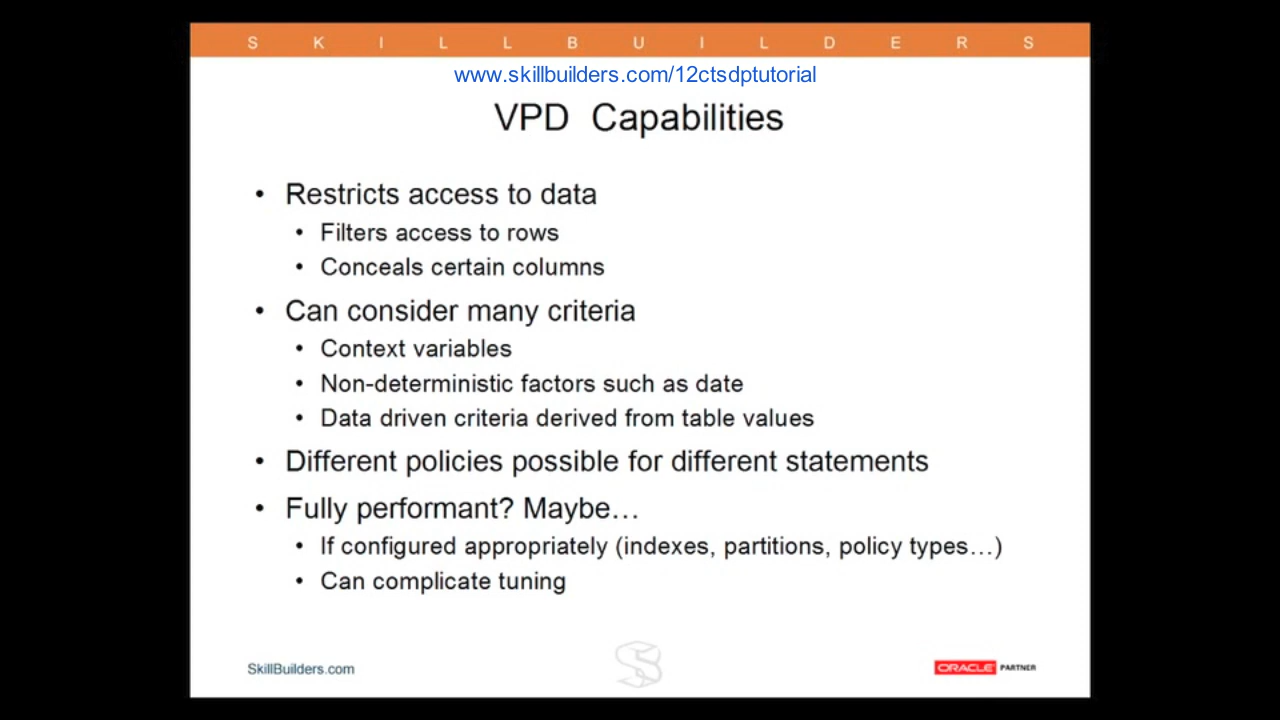 S K I L L B U I L D E R S
www.skillbuilders.com/12ctsdptutorial
VPD Capabilities
• Restricts access to data
• Filters access to rows
• Conceals certain columns
• Can consider many criteria
• Context variables
• Non-deterministic factors such as date
• Data driven criteria derived from table values
• Different policies possible for different statements
• Fully performant? Maybe…
• If configured appropriately (indexes, partitions, policy types…)
• Can complicate tuning
SkillBuilders.com
S
ORACLE PARTNER